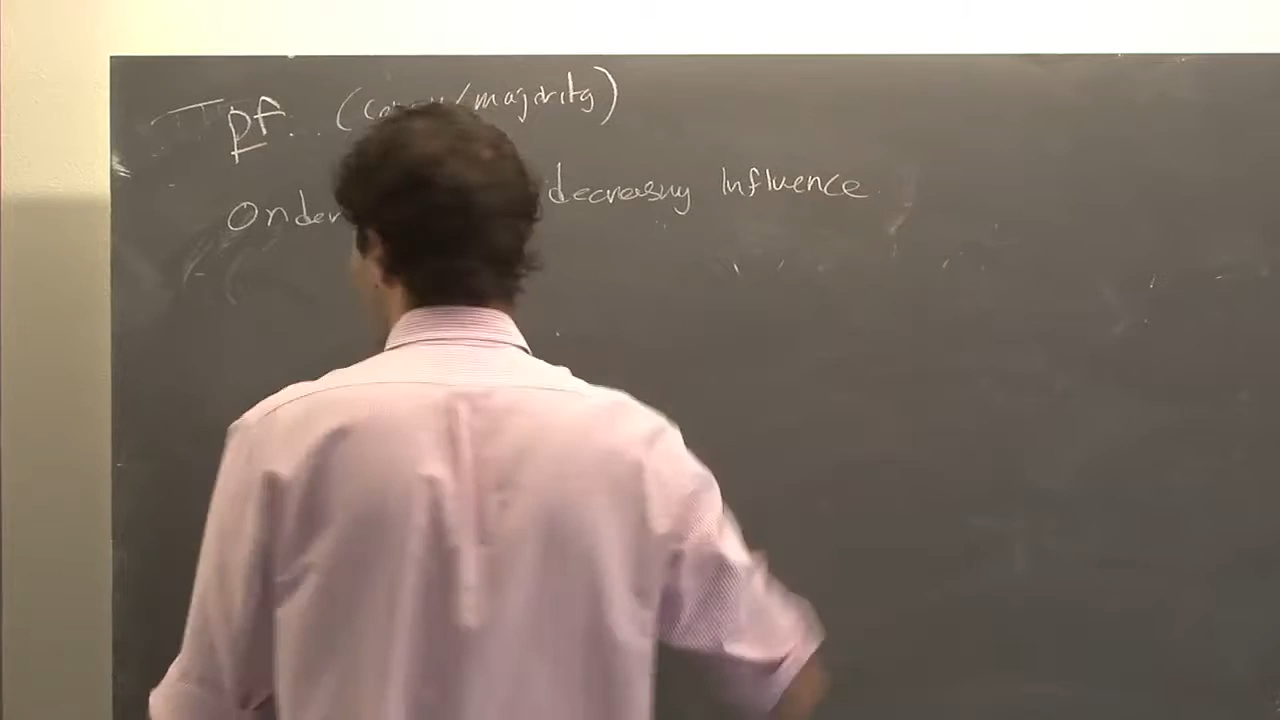 pf.. ( /majority)
Order decreasing Influence